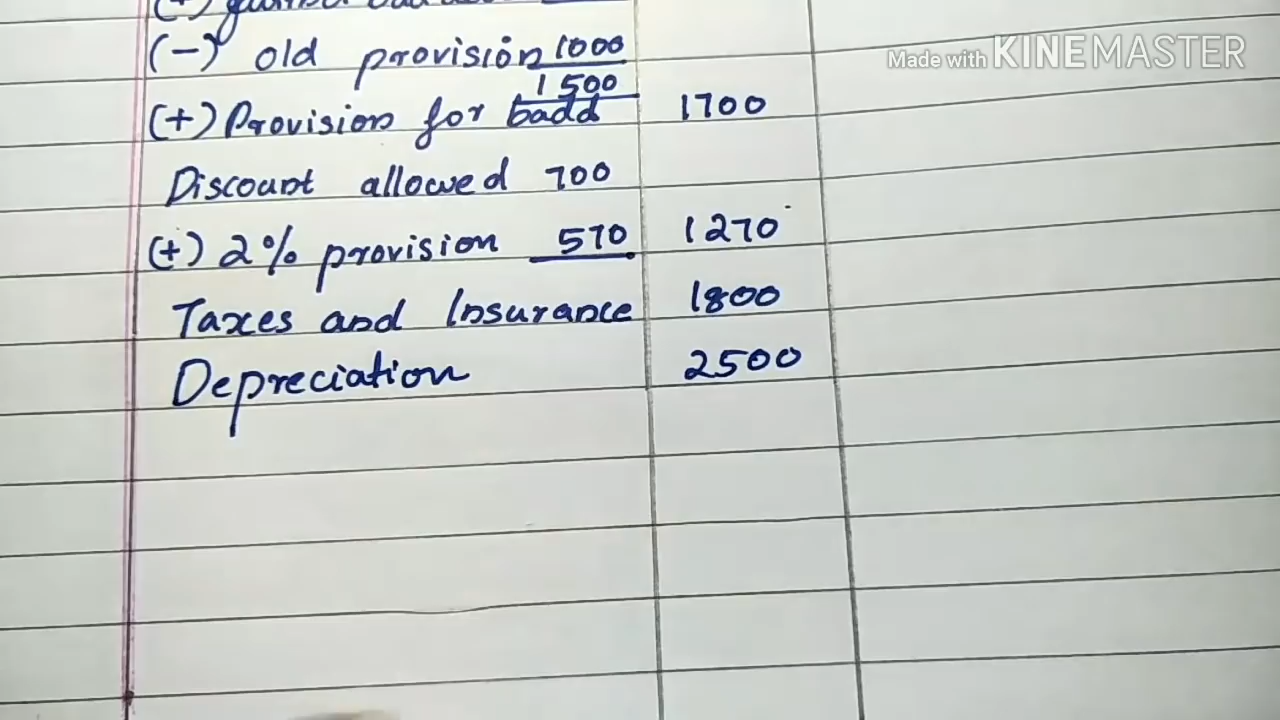 (-) old provision 1000
1500
(+) Provision for badd 1700
Discount allowed 700
(+) 2% provision 570 1270
Taxes and Insurance 1800
Depreciation 2500
Made with KINEMASTER